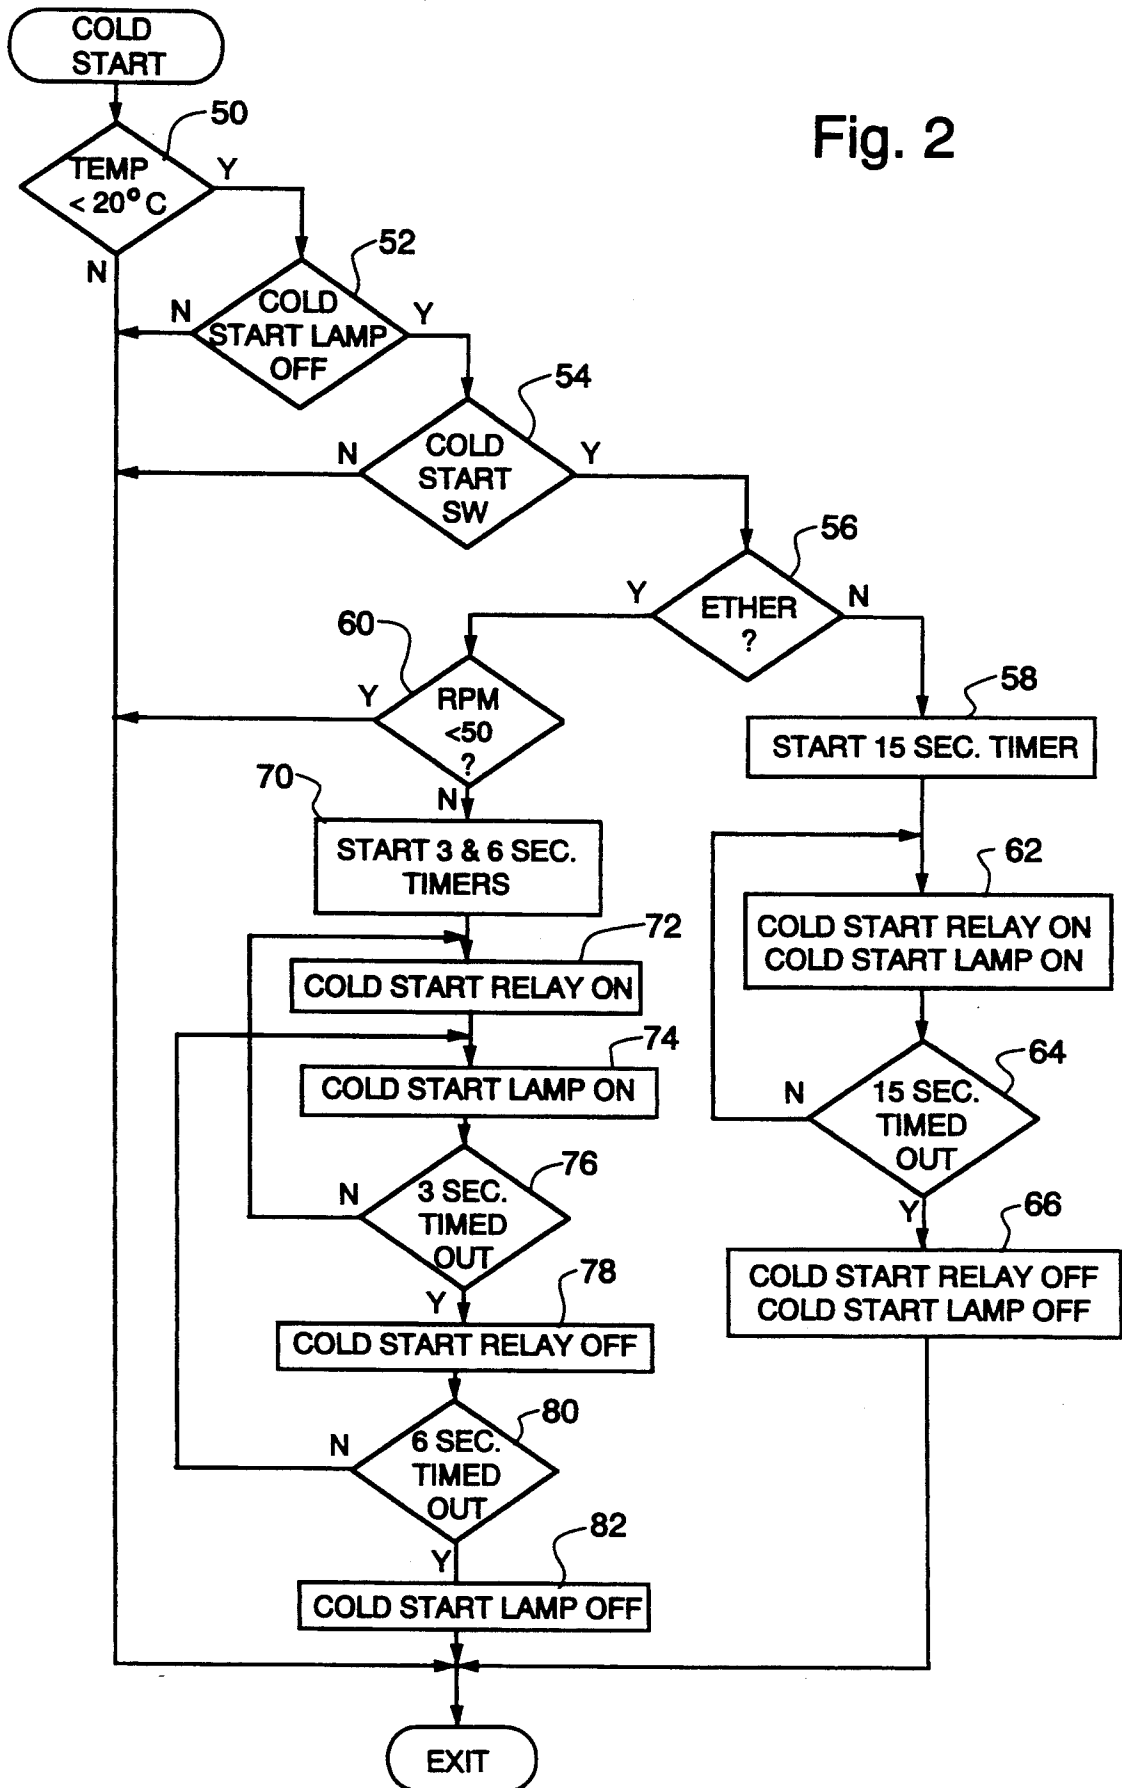 COLD
START
Fig. 2
50
TEMP
< 20° C
Y
N
52
COLD
START LAMP
OFF
N
Y
54
COLD
START
SW
N
Y
56
ETHER
?
Y
N
60
RPM
<50
?
Y
N
58
START 15 SEC. TIMER
70
START 3 & 6 SEC.
TIMERS
62
COLD START RELAY ON
COLD START LAMP ON
72
COLD START RELAY ON
74
COLD START LAMP ON
64
15 SEC.
TIMED
OUT
N
Y
76
3 SEC.
TIMED
OUT
N
Y
66
COLD START RELAY OFF
COLD START LAMP OFF
78
COLD START RELAY OFF
80
6 SEC.
TIMED
OUT
N
Y
82
COLD START LAMP OFF
EXIT